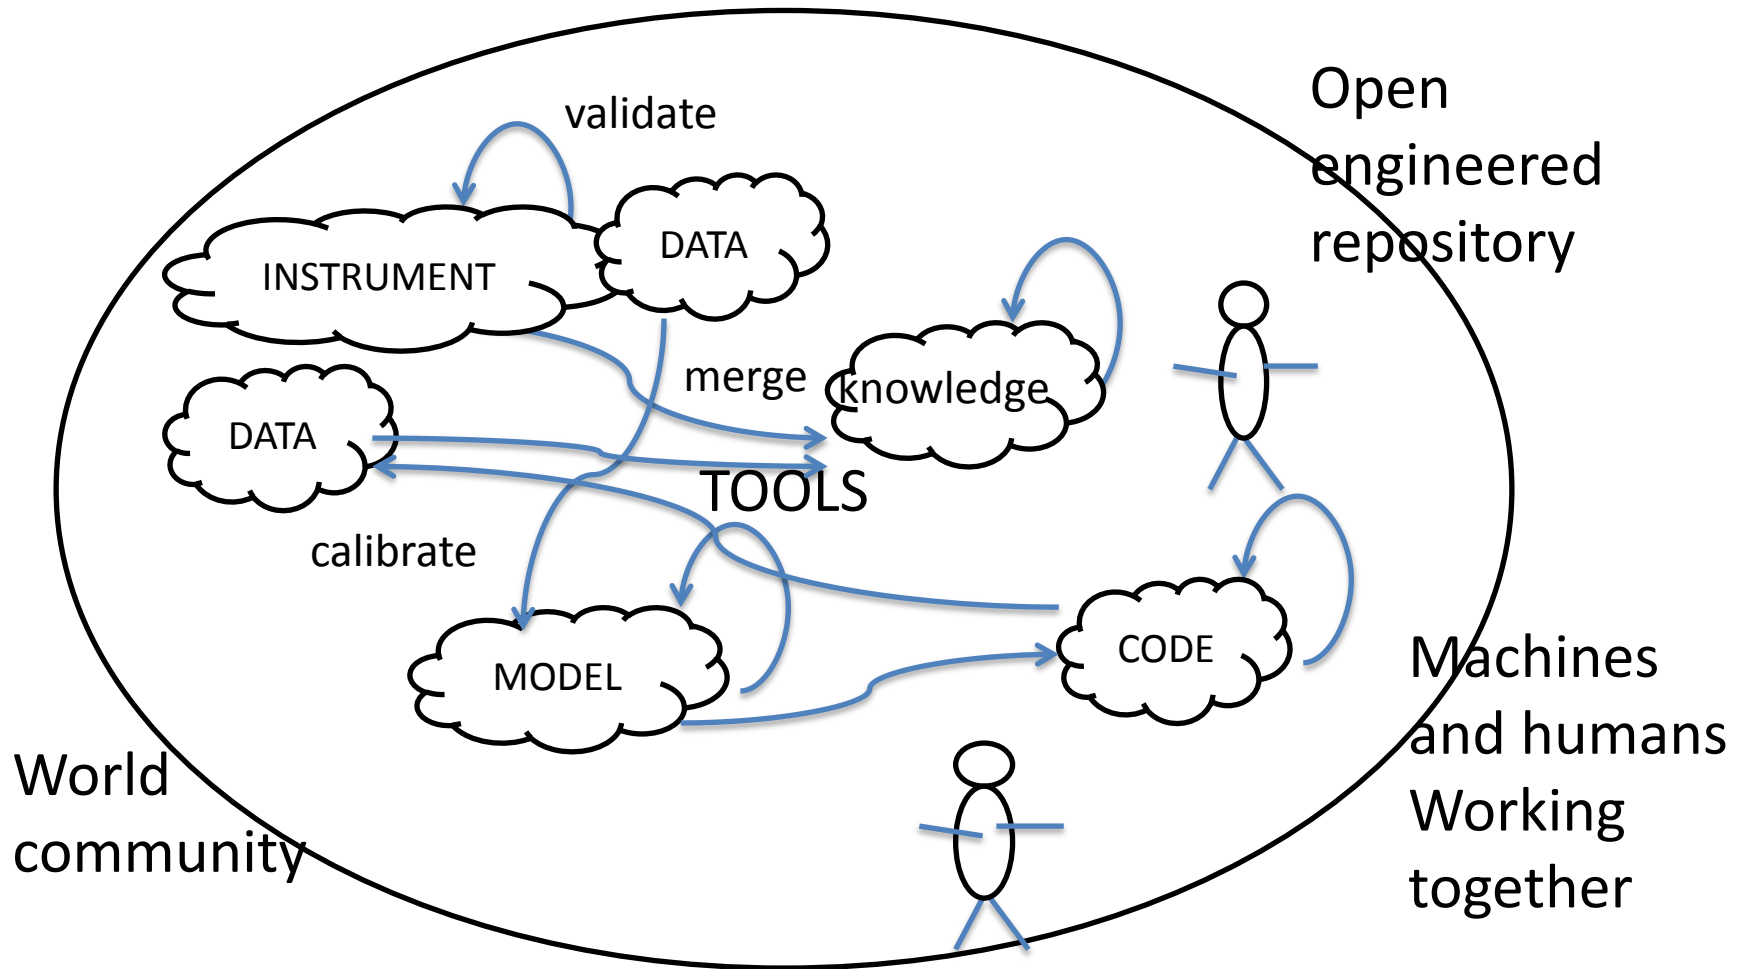 Open
engineered
repository
validate
DATA
INSTRUMENT
merge
knowledge
DATA
TOOLS
calibrate
CODE
MODEL
Machines
and humans
Working
together
World
community